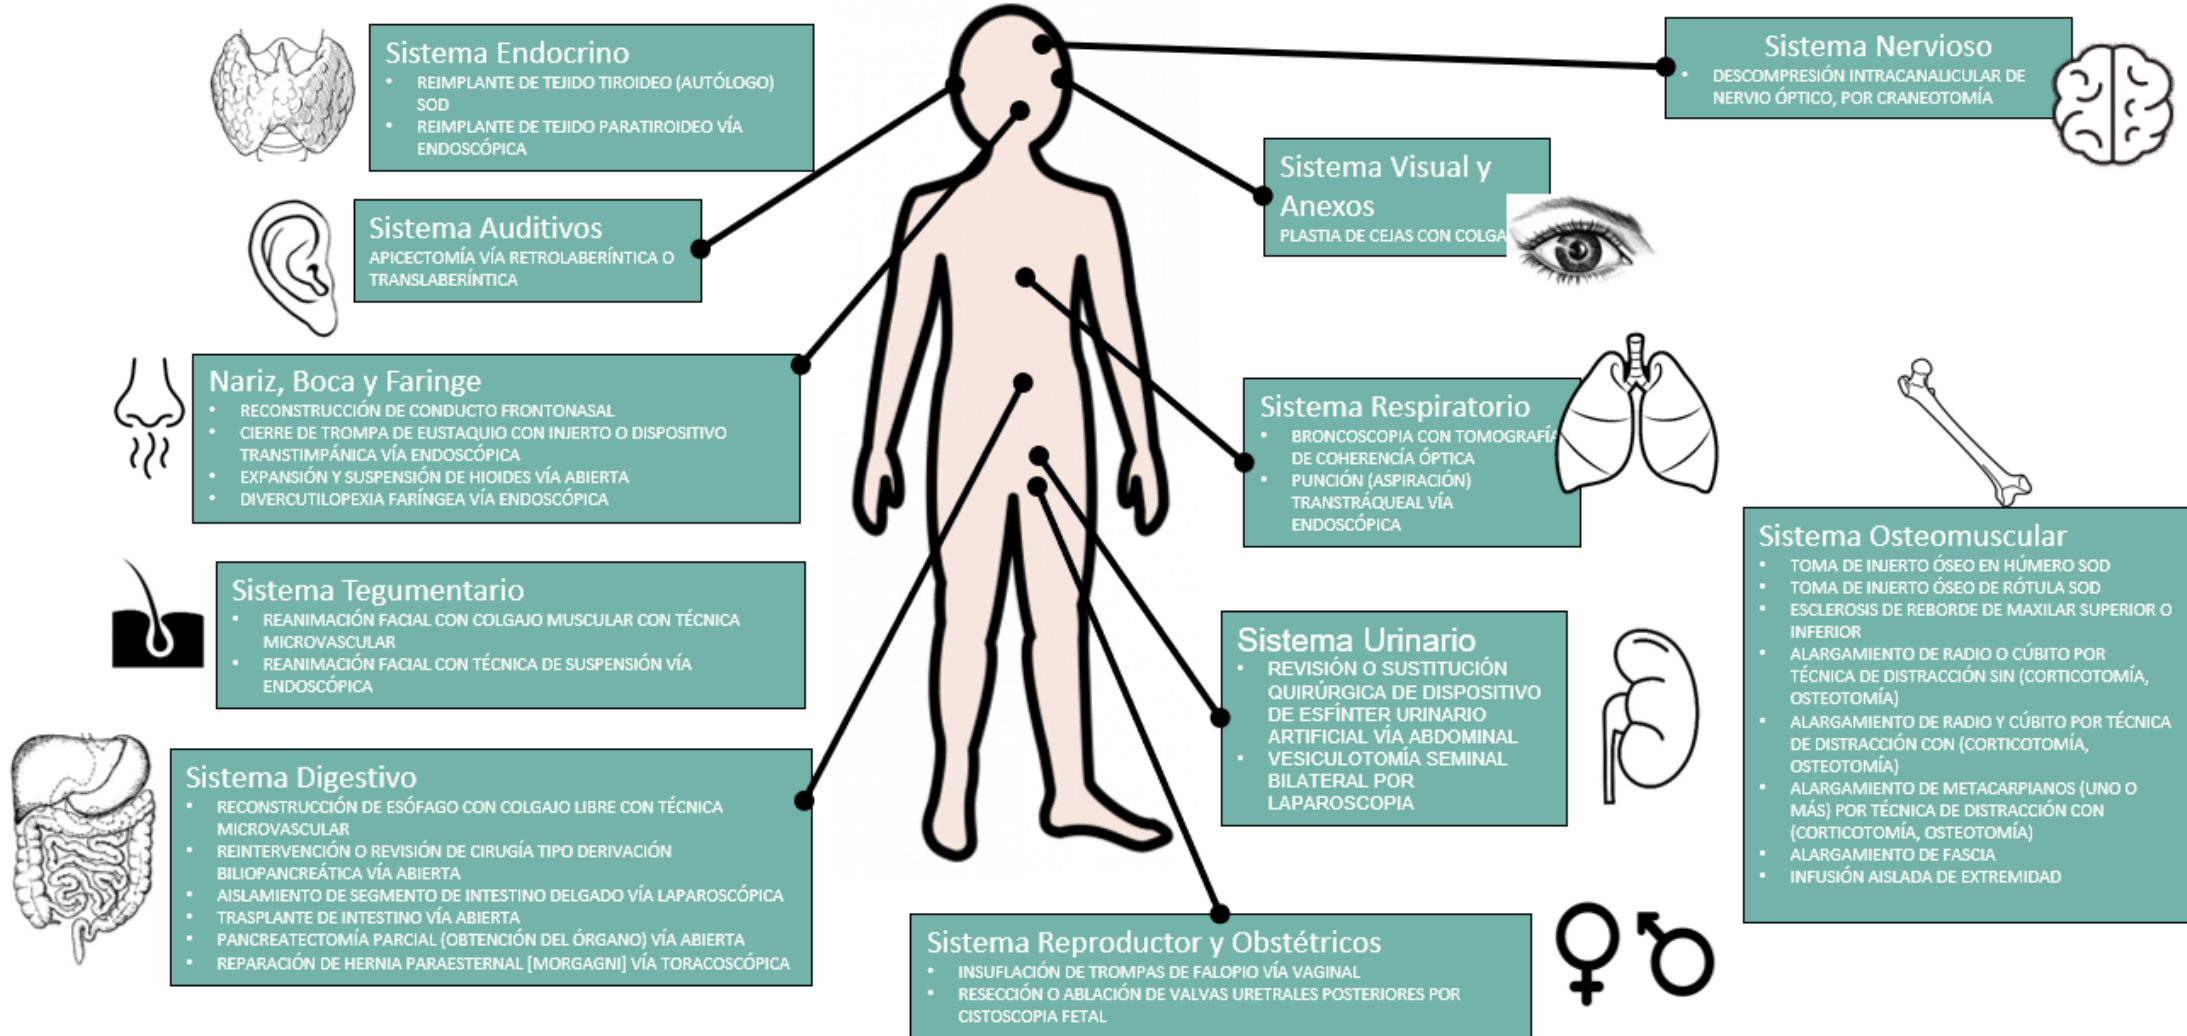 Sistema Endocrino
• REIMPLANTE DE TEJIDO TIROIDEO (AUTÓLOGO)
SOD
• REIMPLANTE DE TEJIDO PARATIROIDEO VÍA
ENDOSCÓPICA
Sistema Auditivos
APICECTOMÍA VÍA RETROLABERÍNTICA O
TRANSLABERÍNTICA
Nariz, Boca y Faringe
• RECONSTRUCCIÓN DE CONDUCTO FRONTONASAL
• CIERRE DE TROMPA DE EUSTAQUIO CON INJERTO O DISPOSITIVO
TRANSTIMPÁNICA VÍA ENDOSCÓPICA
• EXPANSIÓN Y SUSPENSIÓN DE HIOIDES VÍA ABIERTA
• DIVERCUTILOPEXIA FARÍNGEA VÍA ENDOSCÓPICA
Sistema Tegumentario
• REANIMACIÓN FACIAL CON COLGAJO MUSCULAR CON TÉCNICA
MICROVASCULAR
• REANIMACIÓN FACIAL CON TÉCNICA DE SUSPENSIÓN VÍA
ENDOSCÓPICA
Sistema Digestivo
• RECONSTRUCCIÓN DE ESÓFAGO CON COLGAJO LIBRE CON TÉCNICA
MICROVASCULAR
• REINTERVENCIÓN O REVISIÓN DE CIRUGÍA TIPO DERIVACIÓN
BILIOPANCREÁTICA VÍA ABIERTA
• AISLAMIENTO DE SEGMENTO DE INTESTINO DELGADO VÍA LAPAROSCÓPICA
• TRASPLANTE DE INTESTINO VÍA ABIERTA
• PANCREATECTOMÍA PARCIAL (OBTENCIÓN DEL ÓRGANO) VÍA ABIERTA
• REPARACIÓN DE HERNIA PARAESTERNAL [MORGAGNI] VÍA TORACOSCÓPICA
Sistema Nervioso
• DESCOMPRESIÓN INTRACANALICULAR DE
NERVIO ÓPTICO, POR CRANEOTOMÍA
Sistema Visual y
Anexos
PLASTIA DE CEJAS CON
Sistema Respiratorio
• BRONCOSCOPIA CON TOMOGRAFÍA
DE COHERENCÍA ÓPTICA
• PUNCIÓN (ASPIRACIÓN)
TRANSTRÁQUEAL VÍA
ENDOSCÓPICA
Sistema Urinario
• REVISIÓN O SUSTITUCIÓN
QUIRÚRGICA DE DISPOSITIVO
DE ESFÍNTER URINARIO
ARTIFICIAL VÍA ABDOMINAL
• VESICULOTOMÍA SEMINAL
BILATERAL POR
LAPAROSCOPIA
Sistema Reproductor y Obstétricos
• INSUFLACIÓN DE TROMPAS DE FALOPIO VÍA VAGINAL
• RESECCIÓN O ABLACIÓN DE VALVAS URETRALES POSTERIORES POR
CISTOSCOPIA FETAL
Sistema Osteomuscular
• TOMA DE INJERTO ÓSEO EN HÚMERO SOD
• TOMA DE INJERTO ÓSEO DE RÓTULA SOD
• ESCLEROSIS DE REBORDE DE MAXILAR SUPERIOR O
INFERIOR
• ALARGAMIENTO DE RADIO O CÚBITO POR
TÉCNICA DE DISTRACCIÓN SIN (CORTICOTOMÍA,
OSTEOTOMÍA)
• ALARGAMIENTO DE RADIO Y CÚBITO POR TÉCNICA
DE DISTRACCIÓN CON (CORTICOTOMÍA,
OSTEOTOMÍA)
• ALARGAMIENTO DE METACARPIANOS (UNO O
MÁS) POR TÉCNICA DE DISTRACCIÓN CON
(CORTICOTOMÍA, OSTEOTOMÍA)
• ALARGAMIENTO DE FASCIA
• INFUSIÓN AISLADA DE EXTREMIDAD